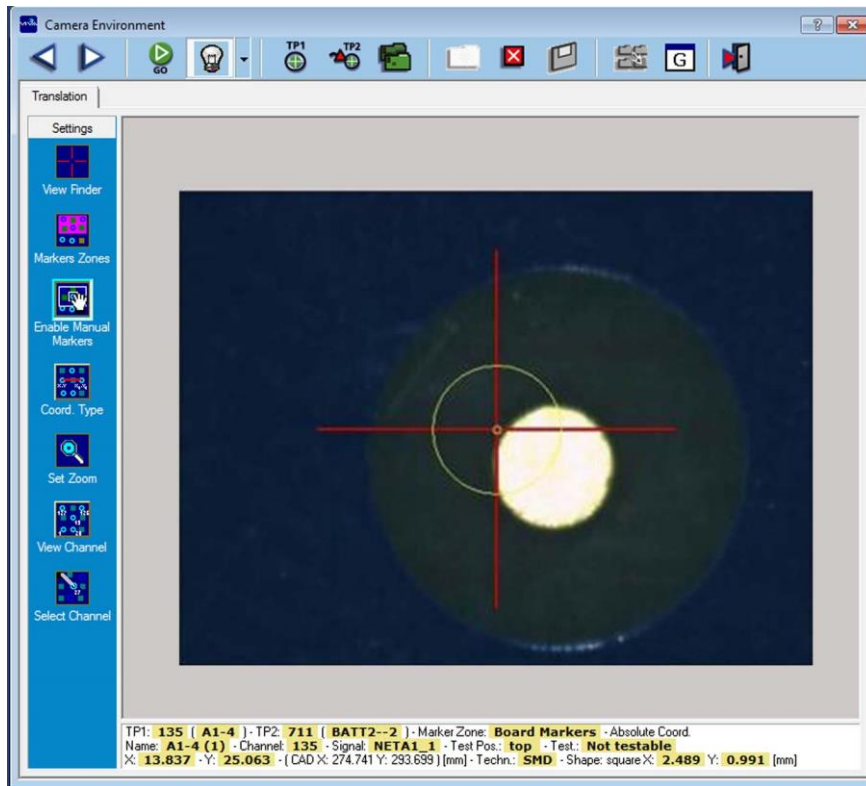 Camera Environment
TP1 TP2
GO G
Translation
Settings
View Finder
Markers Zones
Enable Manual
Markers
Coord. Type
Set Zoom
View Channel
Select Channel
TP1: 135 ( A1-4 ) - TP2: 711 ( BATT2--2 ) - Marker Zone: Board Markers - Absolute Coord.
Name: A1-4 (1) - Channel: 135 - Signal: NETA1_1 - Test Pos.: top - Test.: Not testable
X: 13.837 - Y: 25.063 - ( CAD X: 274.741 Y: 293.699 ) [mm] - Techn.: SMD - Shape: square X: 2.489 Y: 0.991 [mm]